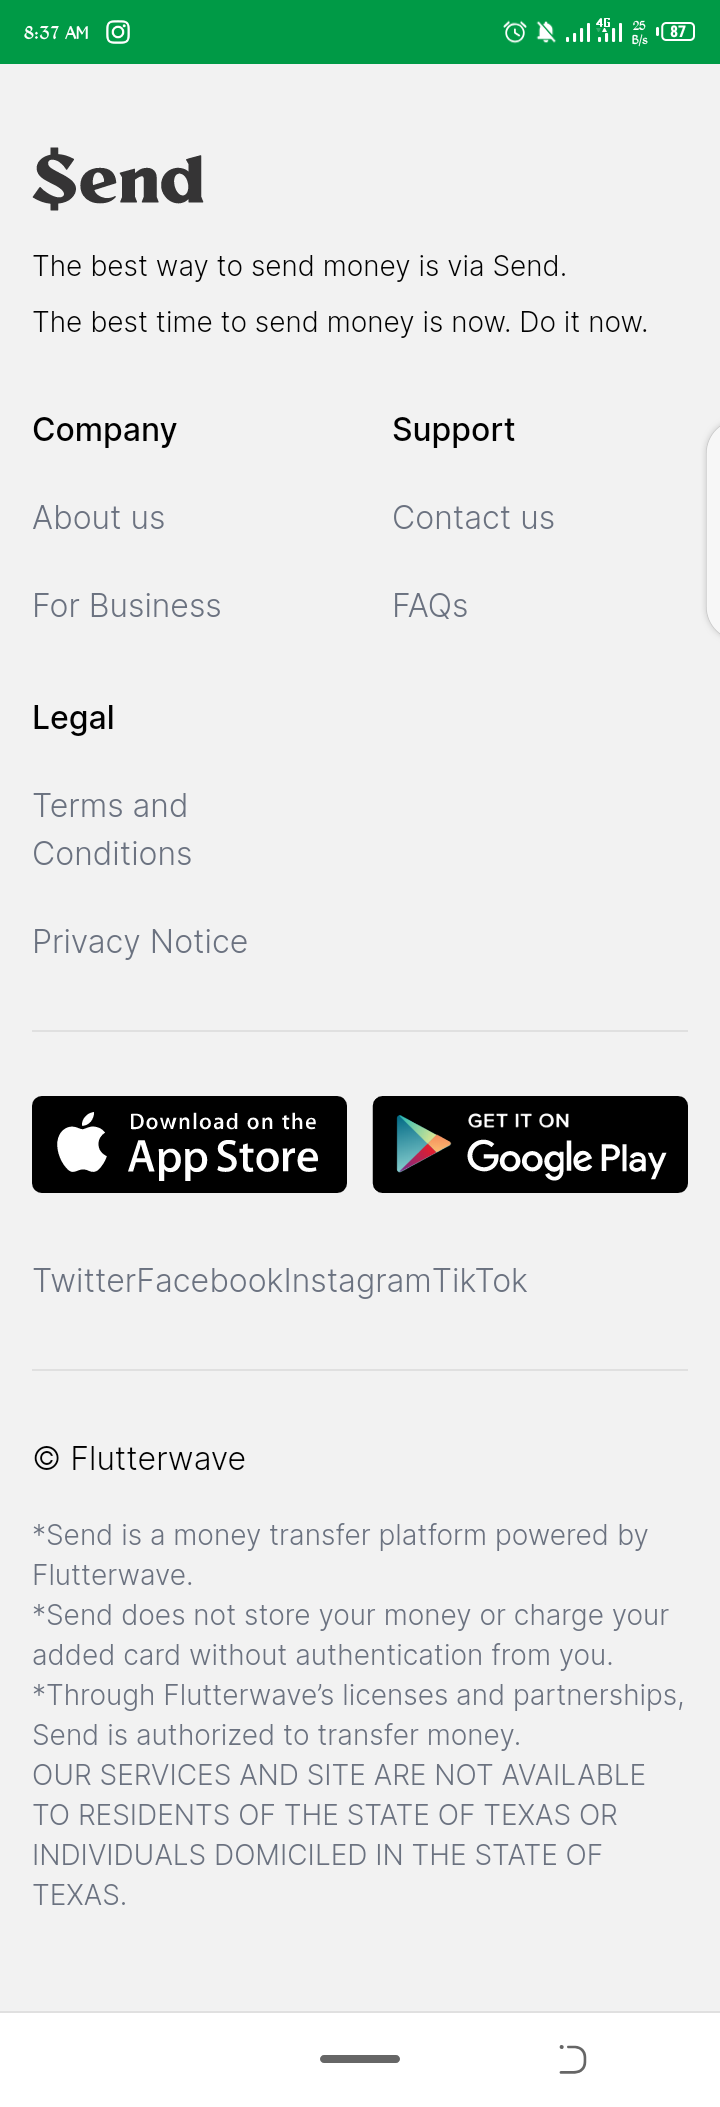 8:37 AM 4G 25 B/s 87
$end
The best way to send money is via Send.
The best time to send money is now. Do it now.
Company
Support
About us
Contact us
For Business
FAQs
Legal
Terms and
Conditions
Privacy Notice
Download on the
App Store
GET IT ON
Google Play
TwitterFacebookInstagramTikTok
© Flutterwave
*Send is a money transfer platform powered by
Flutterwave.
*Send does not store your money or charge your
added card without authentication from you.
*Through Flutterwave’s licenses and partnerships,
Send is authorized to transfer money.
OUR SERVICES AND SITE ARE NOT AVAILABLE
TO RESIDENTS OF THE STATE OF TEXAS OR
INDIVIDUALS DOMICILED IN THE STATE OF
TEXAS.